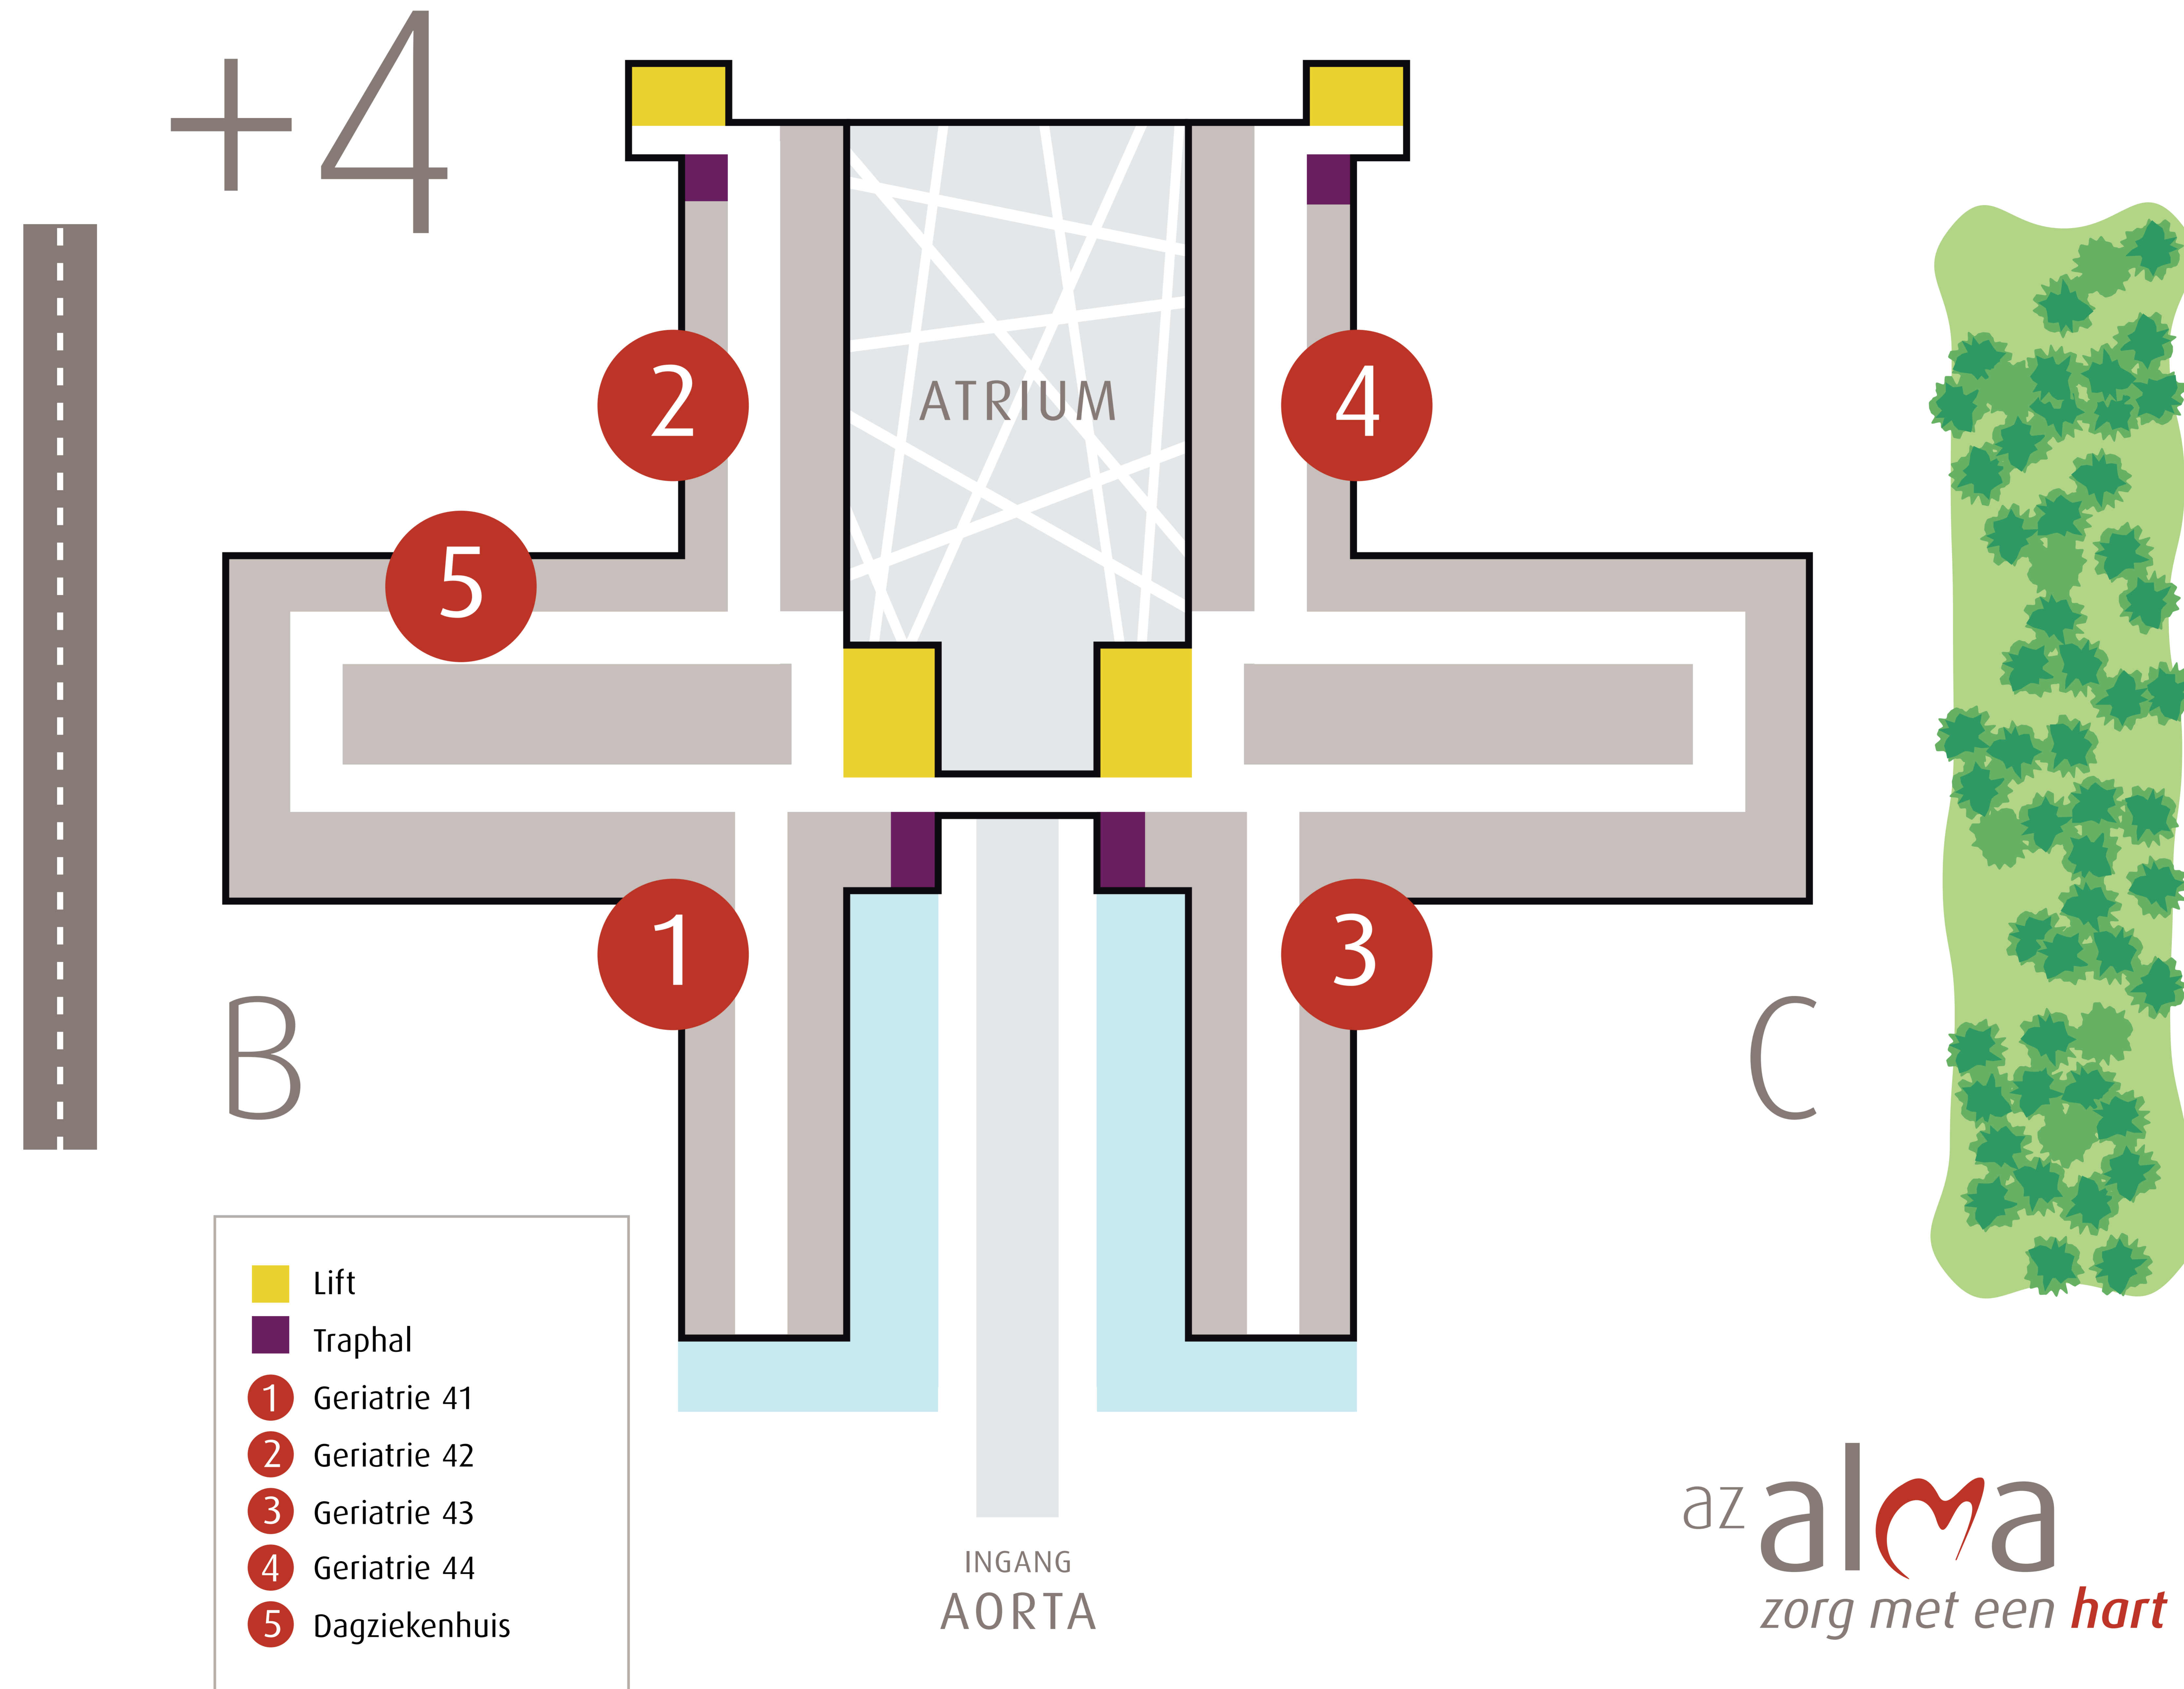 +4
ATRIUM
2
4
5
1
3
B
C
Lift
Traphal
1 Geriatrie 41
2 Geriatrie 42
3 Geriatrie 43
4 Geriatrie 44
5 Dagziekenhuis
INGANG
AORTA
az alma
zorg met een hart